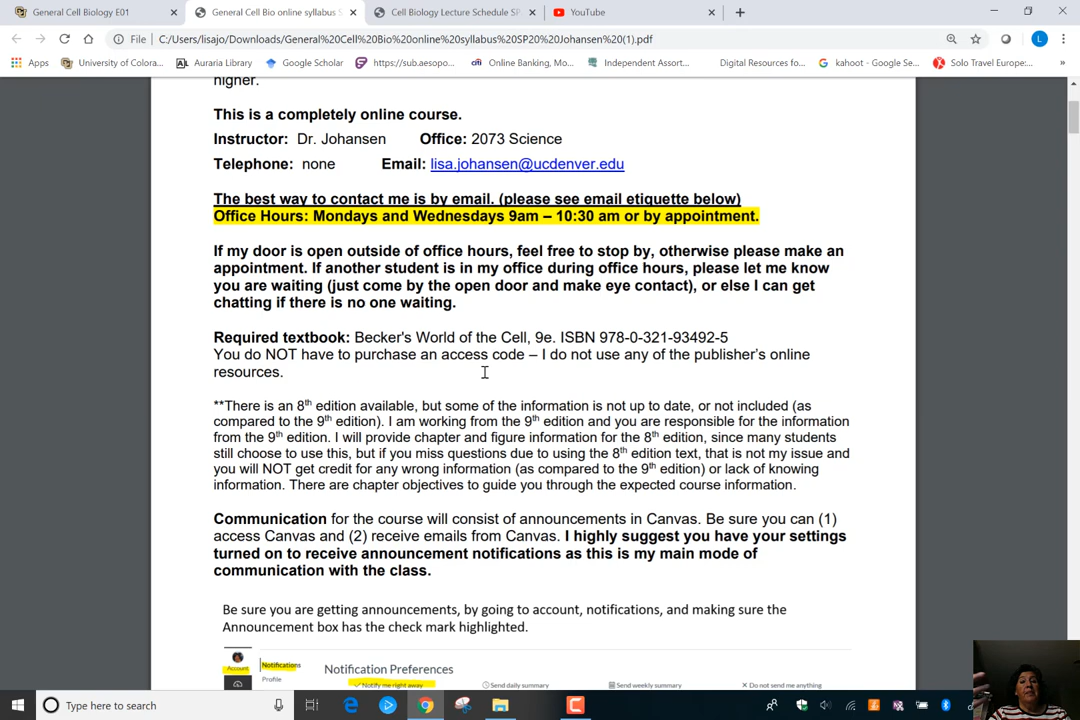 General Cell Biology E01
General Cell Bio online syllabus S
Cell Biology Lecture Schedule SP
YouTube
File
C:/Users/lisajo/Downloads/General%20Cell%20Bio%20online%20syllabus%20SP20%20Johansen%20(1).pdf
Apps
University of Colora...
Auraria Library
Google Scholar
https://sub.aesopo...
Online Banking, Mo...
Independent Assort...
Digital Resources fo...
kahoot - Google Se...
Solo Travel Europe:...
higher.
This is a completely online course.
Instructor: Dr. Johansen Office: 2073 Science
Telephone: none Email: lisa.johansen@ucdenver.edu
The best way to contact me is by email. (please see email etiquette below)
Office Hours: Mondays and Wednesdays 9am – 10:30 am or by appointment.
If my door is open outside of office hours, feel free to stop by, otherwise please make an
appointment. If another student is in my office during office hours, please let me know
you are waiting (just come by the open door and make eye contact), or else I can get
chatting if there is no one waiting.
Required textbook: Becker's World of the Cell, 9e. ISBN 978-0-321-93492-5
You do NOT have to purchase an access code – I do not use any of the publisher's online
resources.
**There is an 8th edition available, but some of the information is not up to date, or not included (as
compared to the 9th edition). I am working from the 9th edition and you are responsible for the information
from the 9th edition. I will provide chapter and figure information for the 8th edition, since many students
still choose to use this, but if you miss questions due to using the 8th edition text, that is not my issue and
you will NOT get credit for any wrong information (as compared to the 9th edition) or lack of knowing
information. There are chapter objectives to guide you through the expected course information.
Communication for the course will consist of announcements in Canvas. Be sure you can (1)
access Canvas and (2) receive emails from Canvas. I highly suggest you have your settings
turned on to receive announcement notifications as this is my main mode of
communication with the class.
Be sure you are getting announcements, by going to account, notifications, and making sure the
Announcement box has the check mark highlighted.
Account
Notifications
Profile
Notification Preferences
Notify me right away
Send daily summary
Send weekly summary
Do not send me anything
Type here to search